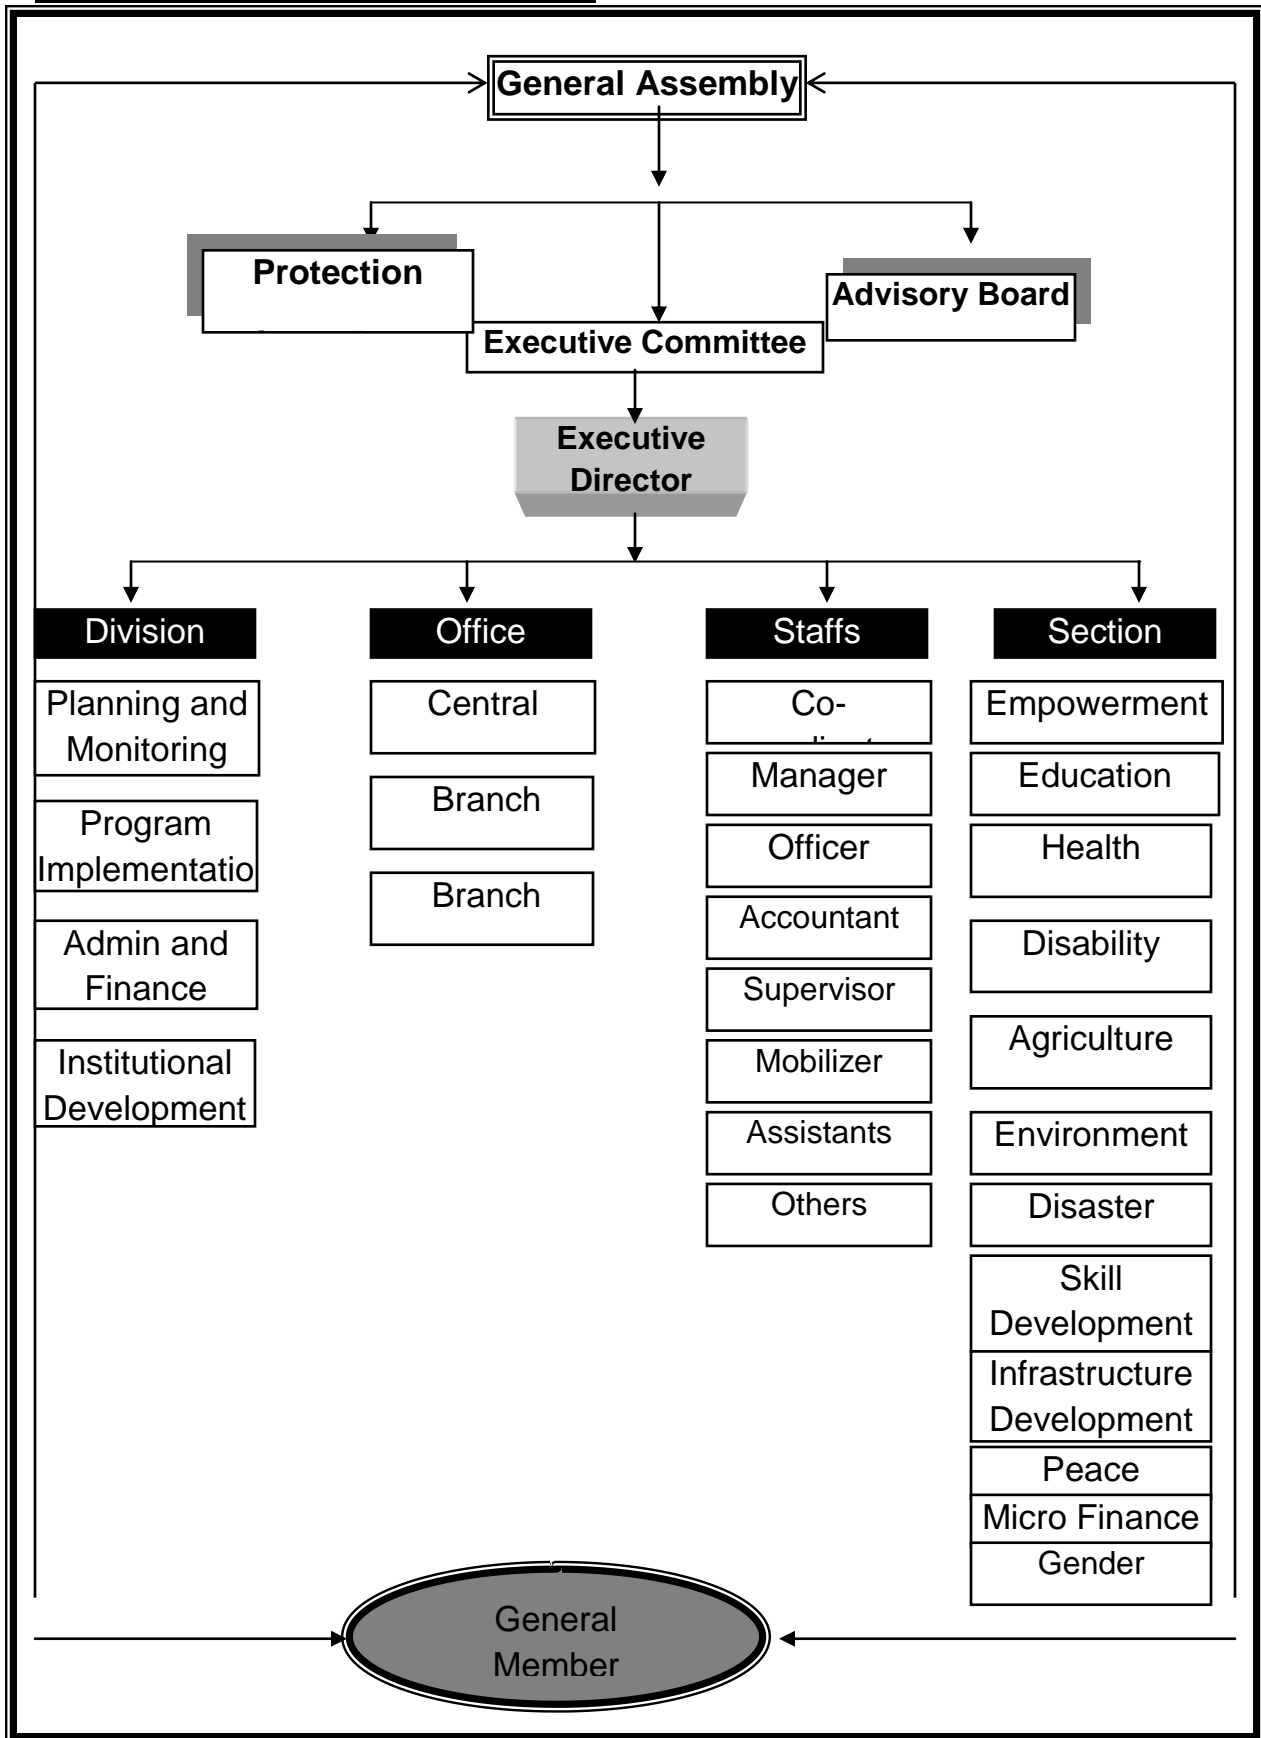 General Assembly
Protection
Advisory Board
Executive Committee
Executive
Director
Division
Office
Staffs
Section
Planning and
Monitoring
Program
Implementatio
Admin and
Finance
Institutional
Development
Central
Branch
Branch
Co-
Manager
Officer
Accountant
Supervisor
Mobilizer
Assistants
Others
Empowerment
Education
Health
Disability
Agriculture
Environment
Disaster
Skill
Development
Infrastructure
Development
Peace
Micro Finance
Gender
General
Member